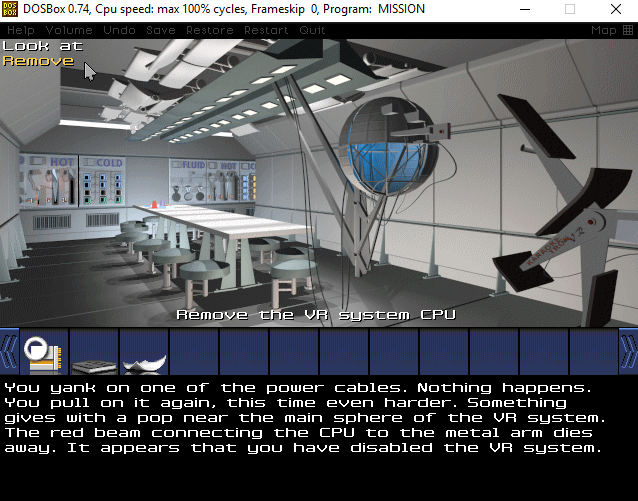 DOSBox 0.74, Cpu speed: max 100% cycles, Frameskip 0, Program: MISSION
Help Volume Undo Save Restore Restart Quit Map
Look at
Remove
HOT COLD FLUID HOT
Remove the VR system CPU
You yank on one of the power cables. Nothing happens.
You pull on it again, this time even harder. Something
gives with a pop near the main sphere of the VR system.
The red beam connecting the CPU to the metal arm dies
away. It appears that you have disabled the VR system.